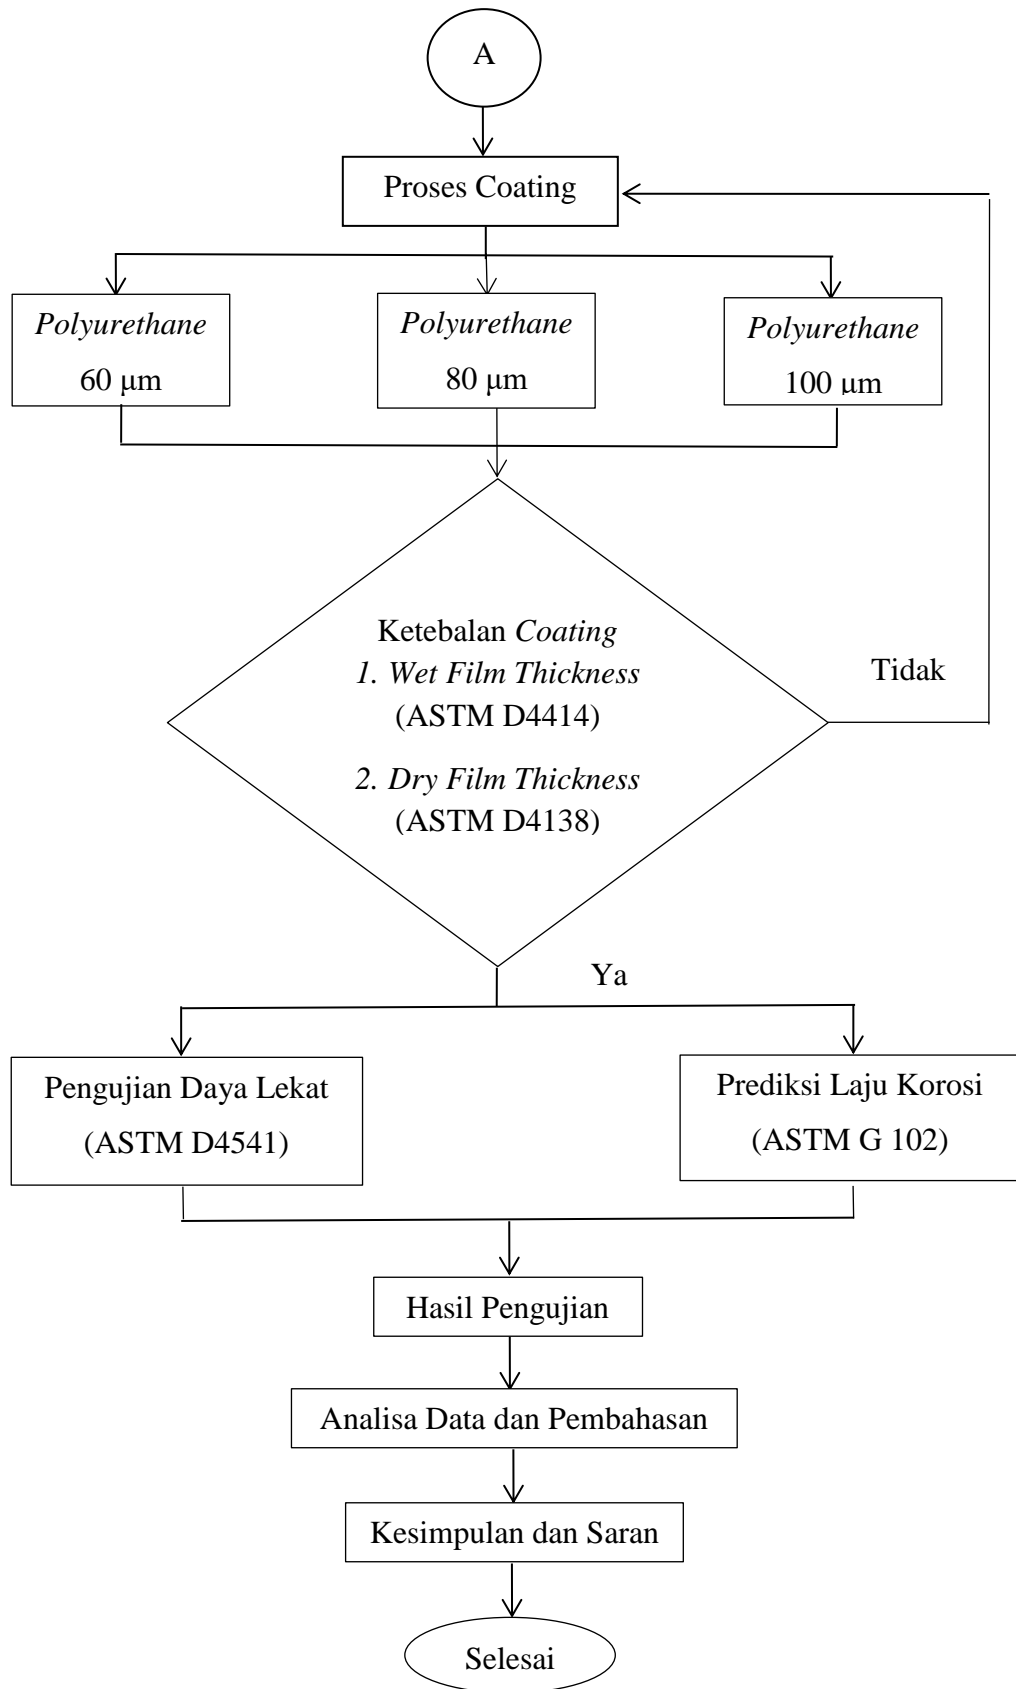 A
Proses Coating
Polyurethane
60 μm
Polyurethane
80 μm
Polyurethane
100 μm
Ketebalan Coating
1. Wet Film Thickness
(ASTM D4414)
2. Dry Film Thickness
(ASTM D4138)
Tidak
Ya
Pengujian Daya Lekat
(ASTM D4541)
Prediksi Laju Korosi
(ASTM G 102)
Hasil Pengujian
Analisa Data dan Pembahasan
Kesimpulan dan Saran
Selesai